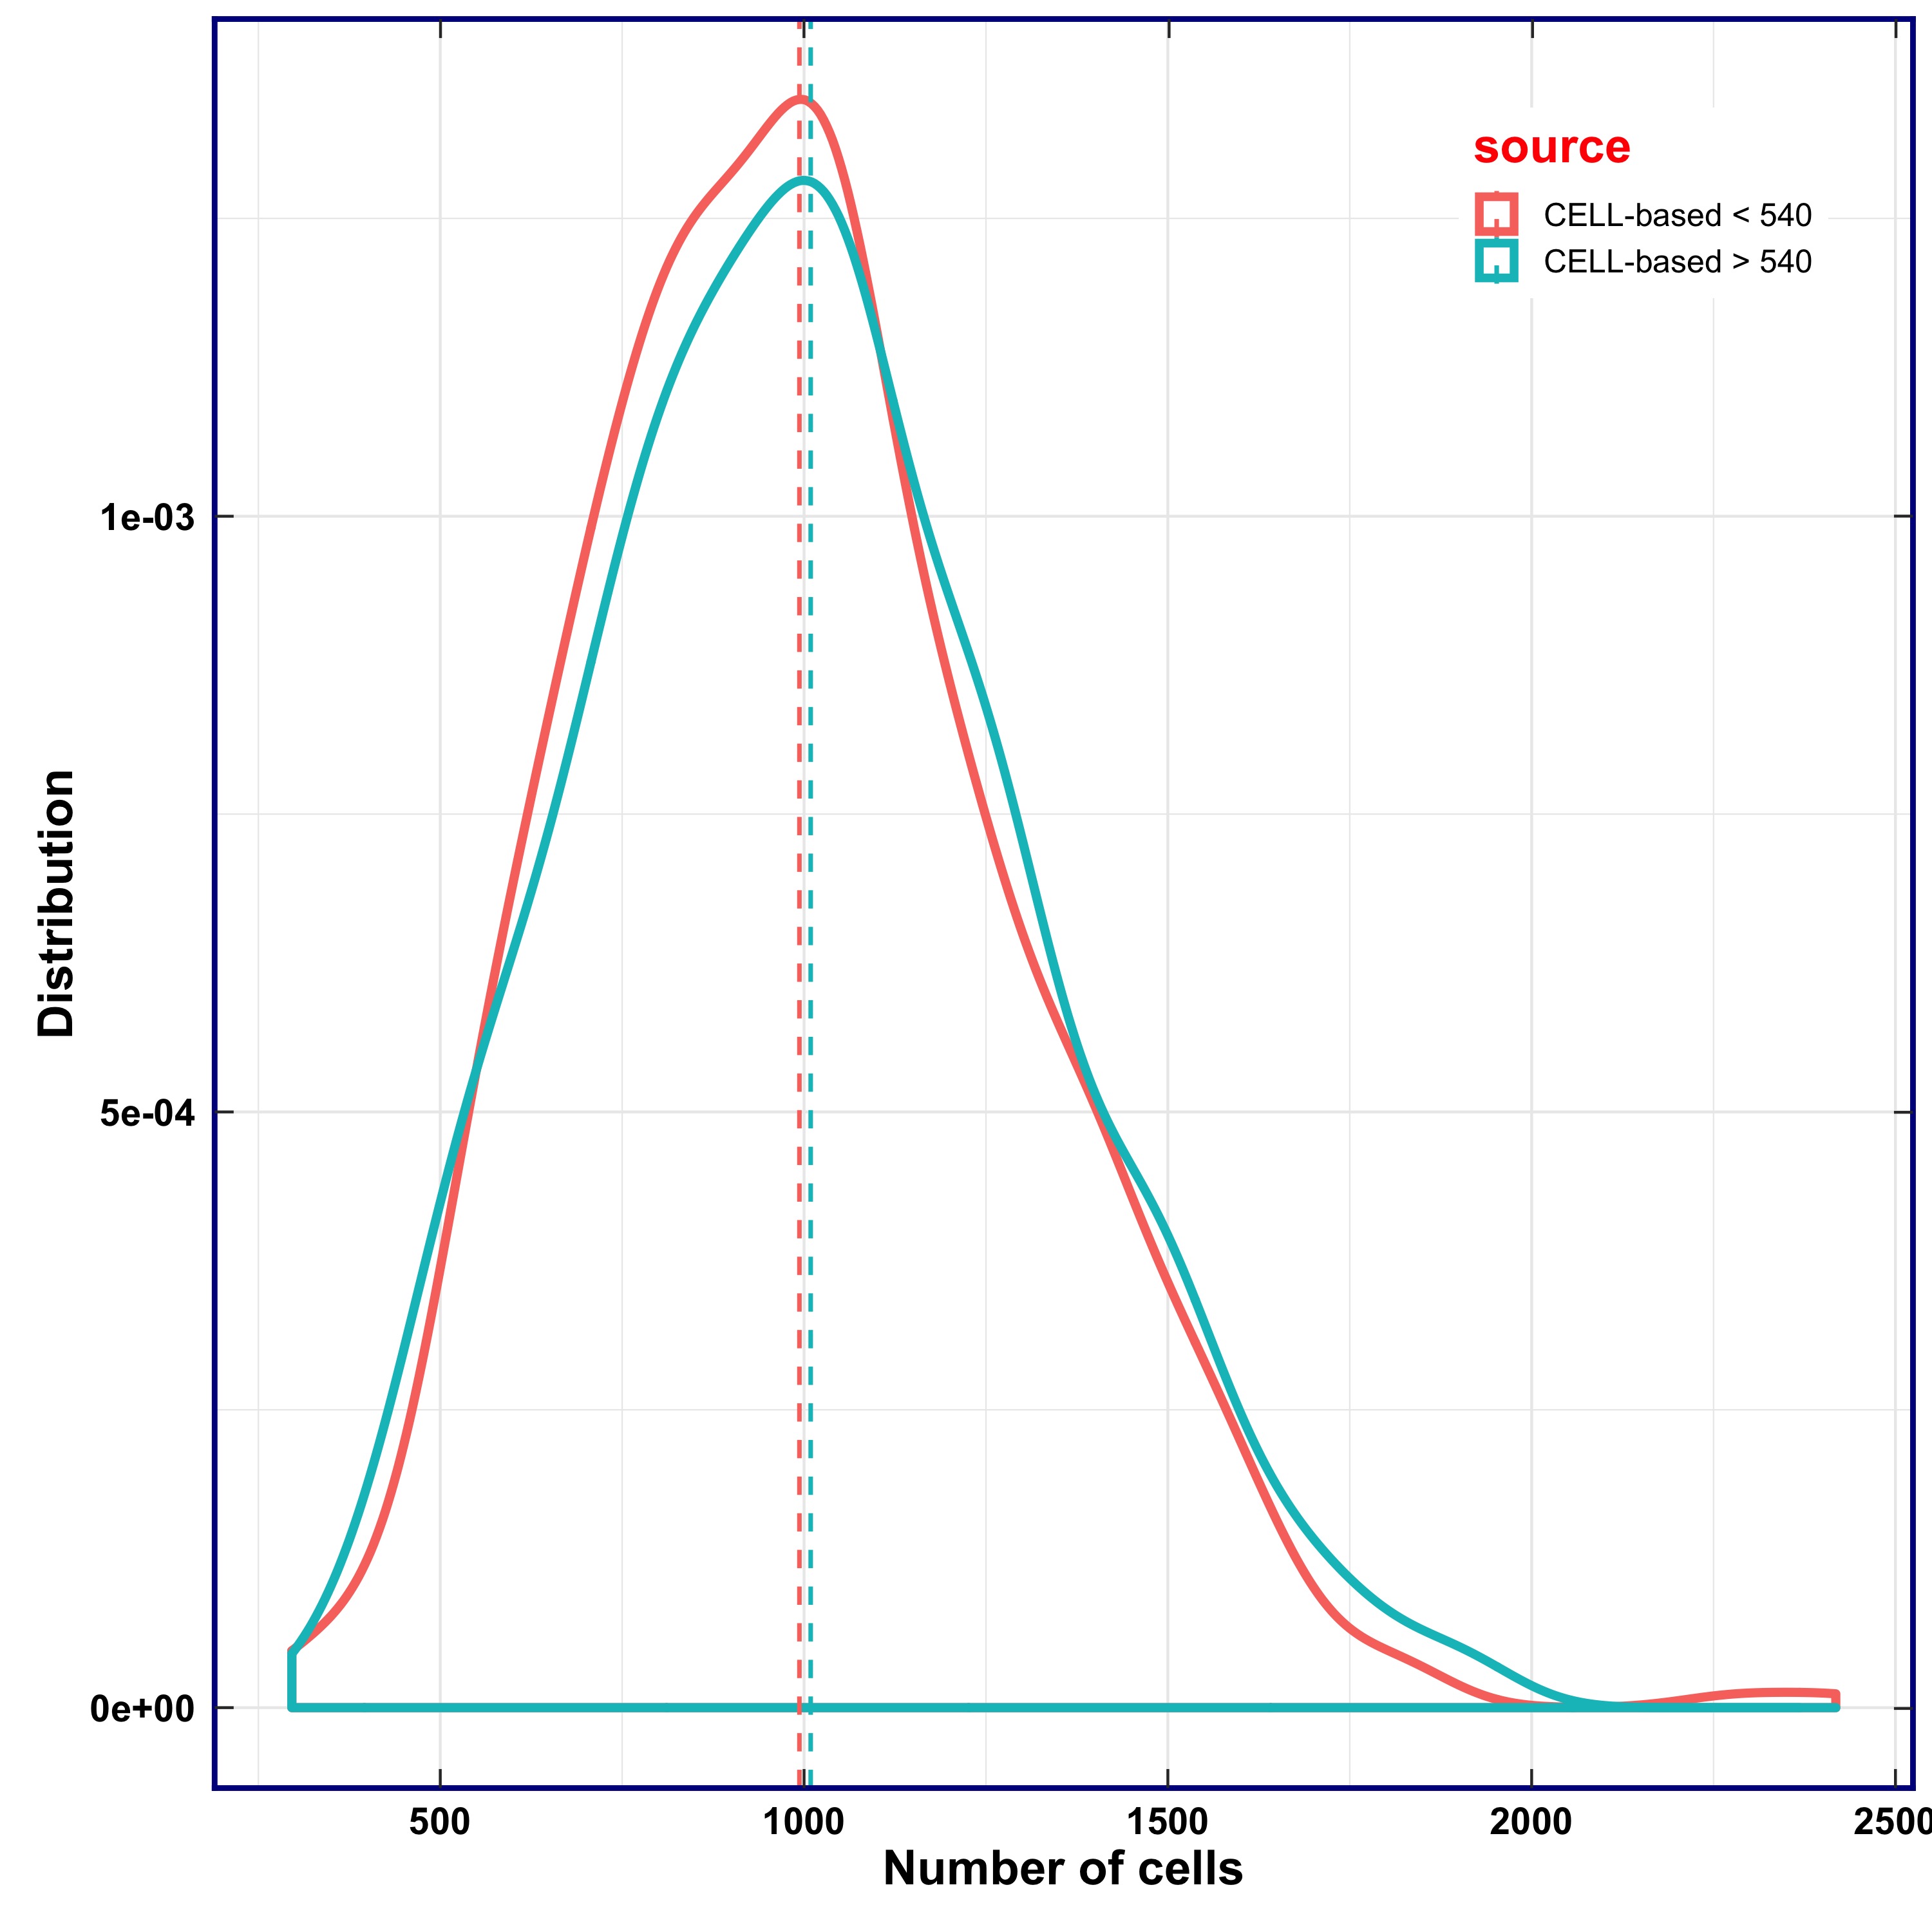 source
CELL-based < 540
CELL-based > 540
1e-03
5e-04
0e+00
Distribution
500
1000
1500
2000
2500
Number of cells